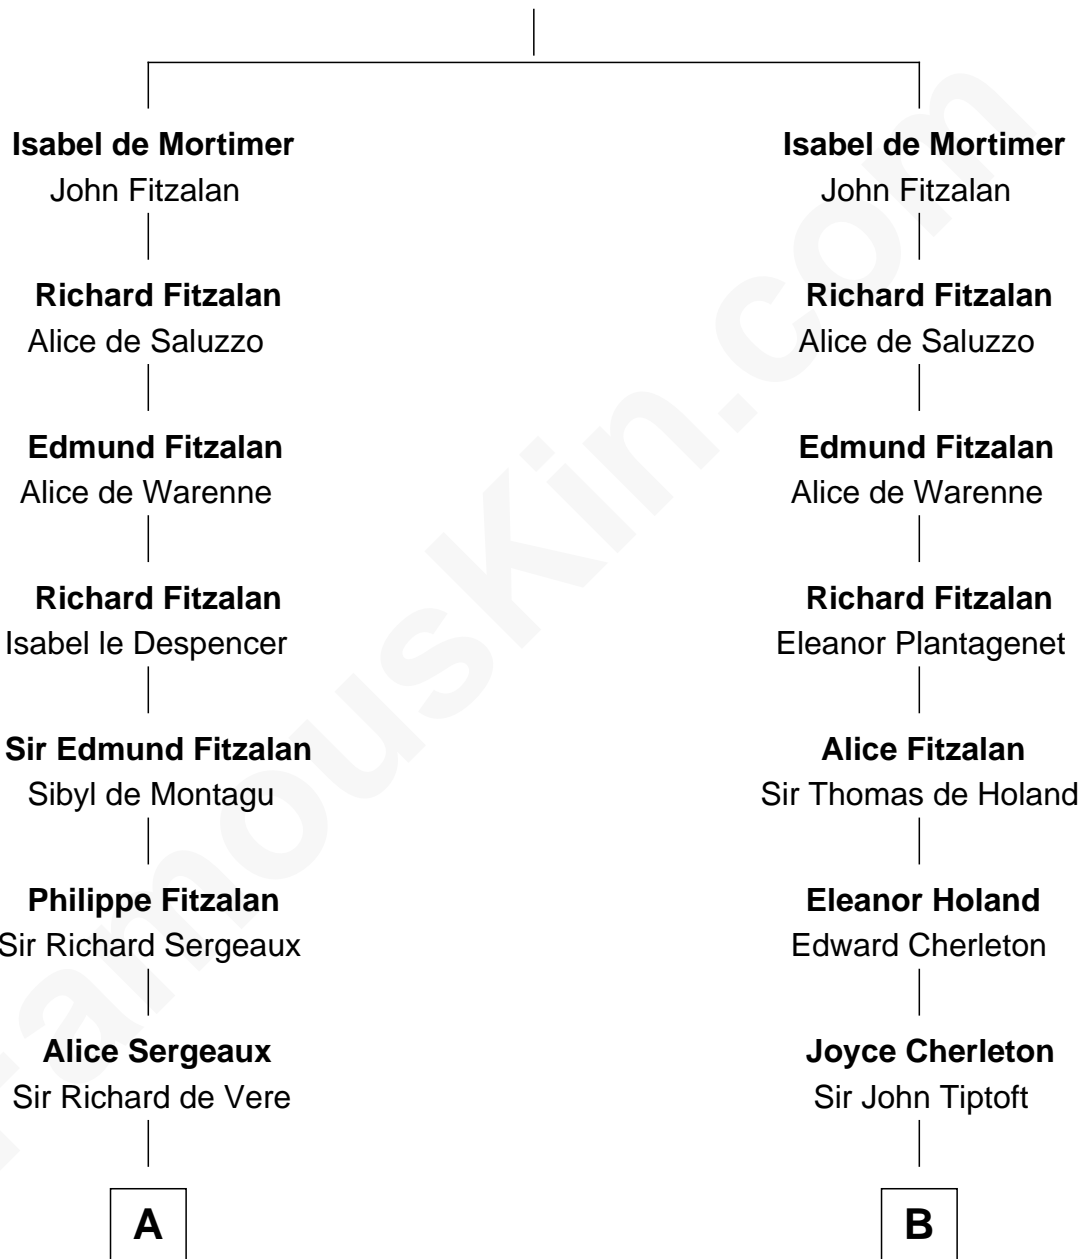 Isabel de Mortimer
John Fitzalan
Richard Fitzalan
Alice de Saluzzo
Edmund Fitzalan
Alice de Warenne
Richard Fitzalan
Isabel le Despencer
Sir Edmund Fitzalan
Sibyl de Montagu
Philippe Fitzalan
Sir Richard Sergeaux
Alice Sergeaux
Sir Richard de Vere
A
Isabel de Mortimer
John Fitzalan
Richard Fitzalan
Alice de Saluzzo
Edmund Fitzalan
Alice de Warenne
Richard Fitzalan
Eleanor Plantagenet
Alice Fitzalan
Sir Thomas de Holand
Eleanor Holand
Edward Cherleton
Joyce Cherleton
Sir John Tiptoft
B
FamousKin.com